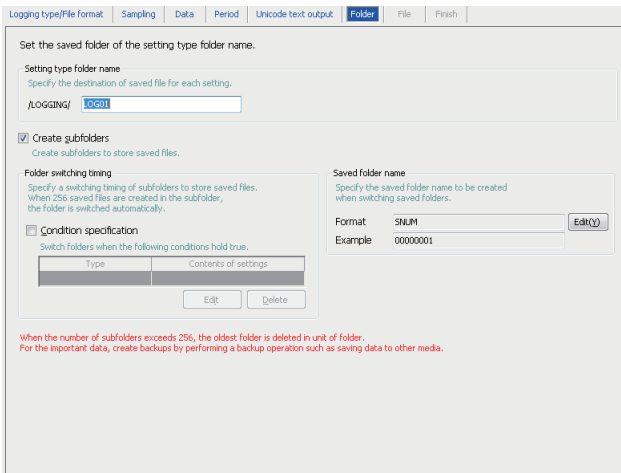 Logging type/File format Sampling Data Period Unicode text output Folder File Finish
Set the saved folder of the setting type folder name.
Setting type folder name
Specify the destination of saved file for each setting.
/LOGGING/ LOG01
Create subfolders
Create subfolders to store saved files.
Folder switching timing
Specify a switching timing of subfolders to store saved files.
When 256 saved files are created in the subfolder,
the folder is switched automatically.
Condition specification
Switch folders when the following conditions hold true.
Type Contents of settings
Edit Delete
Saved folder name
Specify the saved folder name to be created
when switching saved folders.
Format SNUM Edit(Y)
Example 00000001
When the number of subfolders exceeds 256, the oldest folder is deleted in unit of folder.
For the important data, create backups by performing a backup operation such as saving data to other media.